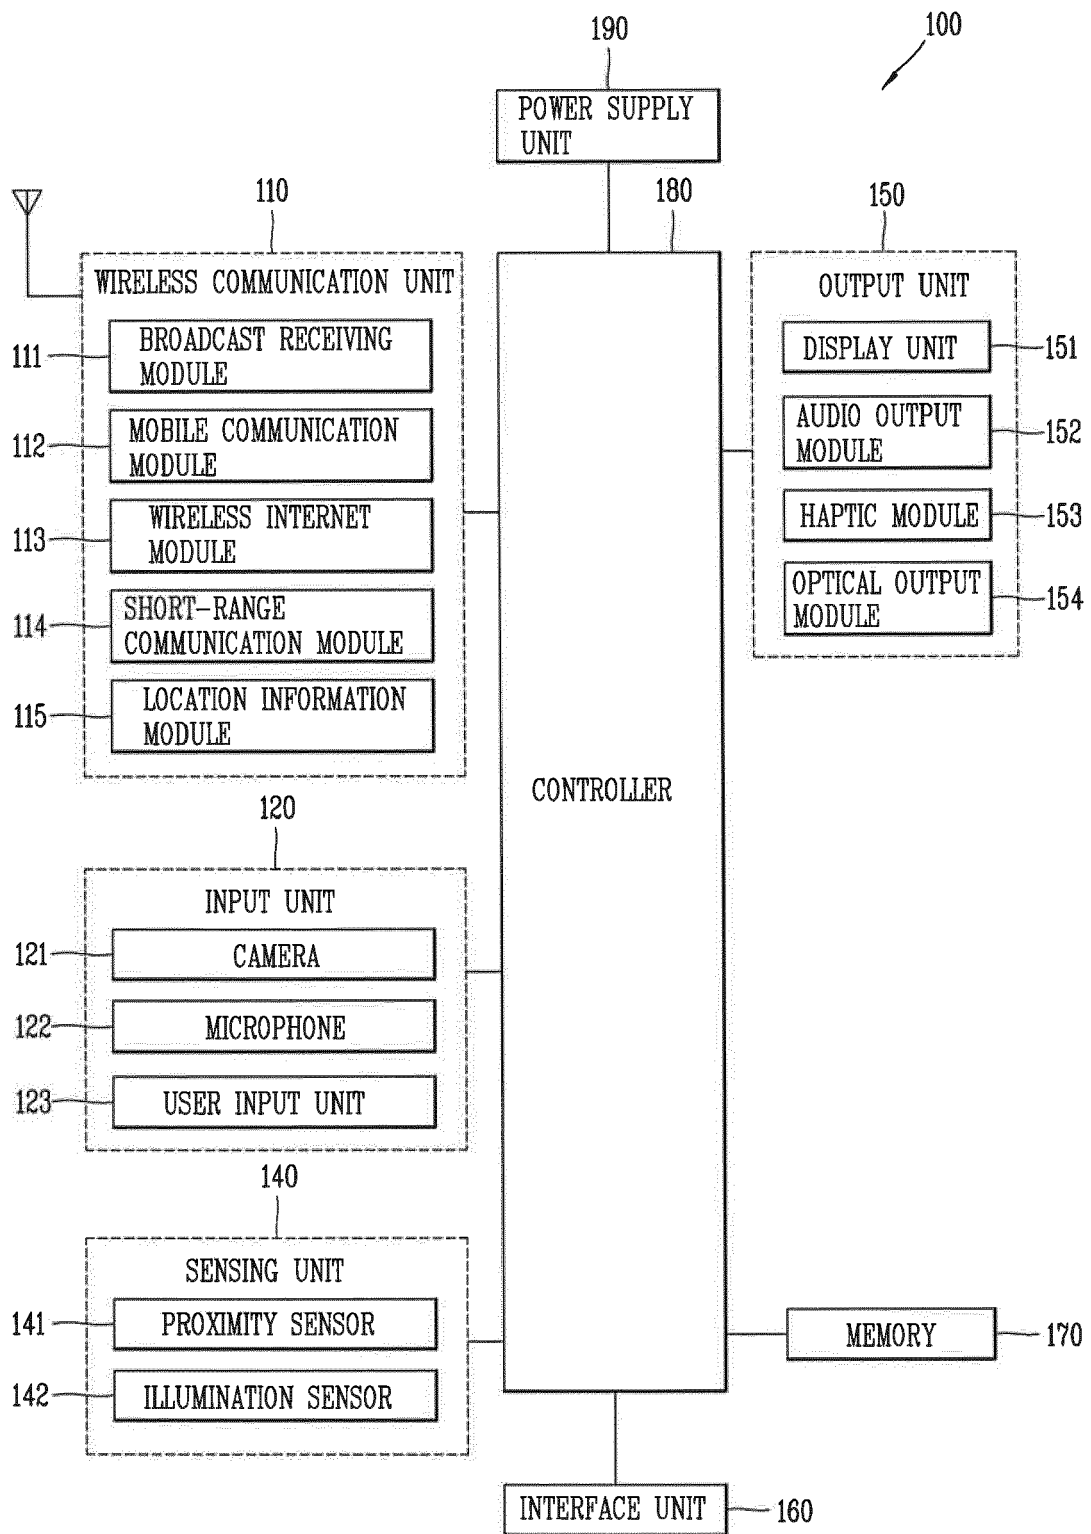 190
100
POWER SUPPLY
UNIT
110
180
150
WIRELESS COMMUNICATION UNIT
111
BROADCAST RECEIVING
MODULE
112
MOBILE COMMUNICATION
MODULE
113
WIRELESS INTERNET
MODULE
114
SHORT-RANGE
COMMUNICATION MODULE
115
LOCATION INFORMATION
MODULE
OUTPUT UNIT
DISPLAY UNIT
151
AUDIO OUTPUT
MODULE
152
HAPTIC MODULE
153
OPTICAL OUTPUT
MODULE
154
CONTROLLER
120
INPUT UNIT
121
CAMERA
122
MICROPHONE
123
USER INPUT UNIT
140
SENSING UNIT
141
PROXIMITY SENSOR
142
ILLUMINATION SENSOR
MEMORY
170
INTERFACE UNIT
160